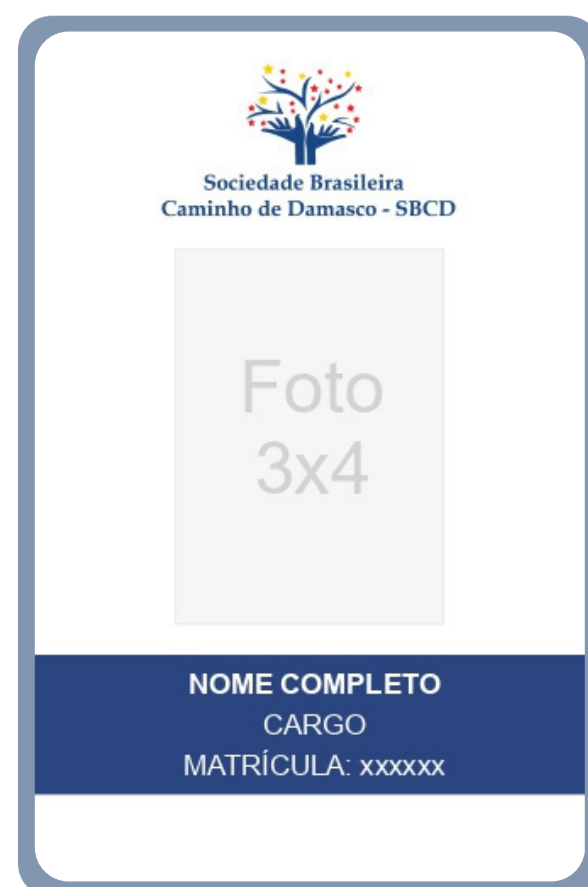 Sociedade Brasileira
Caminho de Damasco - SBCD
Foto
3x4
NOME COMPLETO
CARGO
MATRÍCULA: xxxxxx